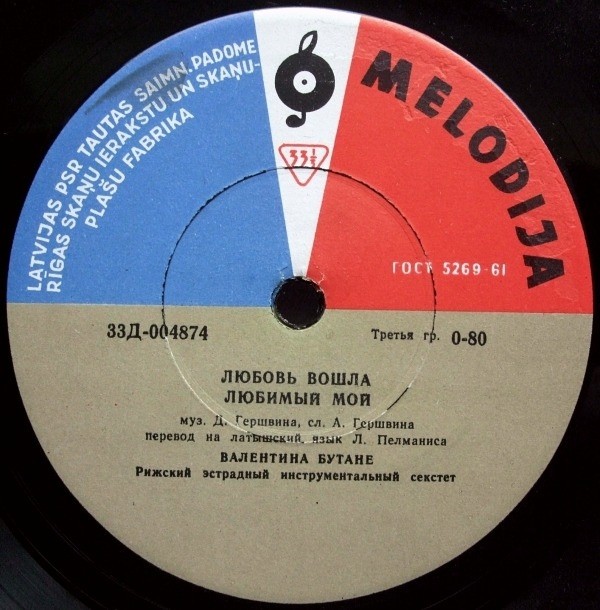 LATVIJAS PSR TAUTAS SAIMN. PADOME
RĪGAS SKAŅU IERAKSTU UN SKAŅU-
PLAŠU FABRIKA
MELODIJA
33⅓
ГОСТ 5269-61
33Д-004874
Третья гр. 0-80
ЛЮБОВЬ ВОШЛА
ЛЮБИМЫЙ МОЙ
муз. Д. Гершвина, сл. А. Гершвина
перевод на латышский язык Л. Пелманиса
ВАЛЕНТИНА БУТАНЕ
Рижский эстрадный инструментальный секстет